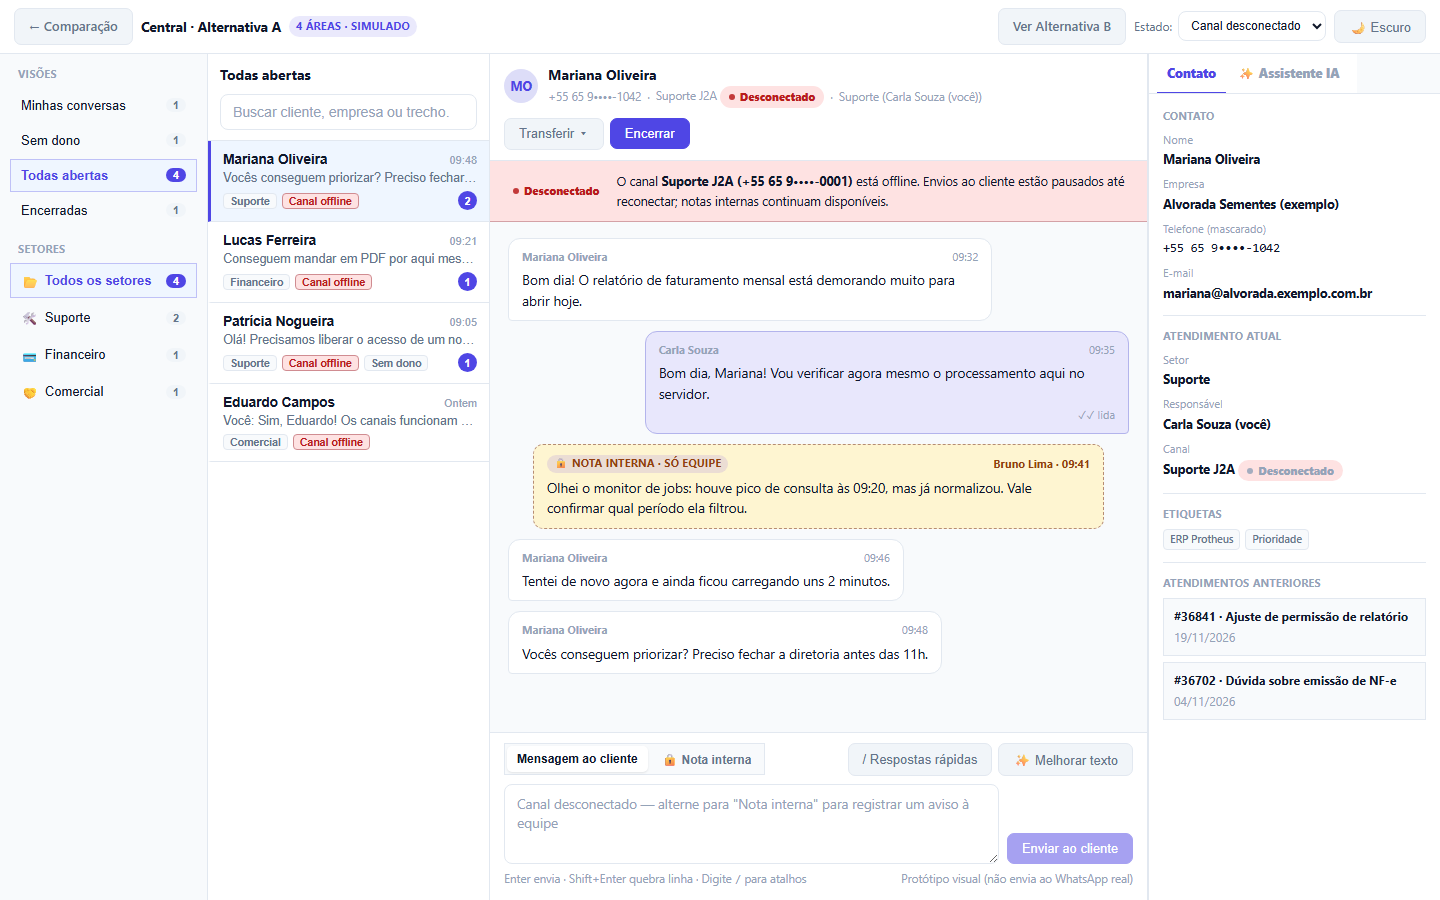 ← Comparação
Central · Alternativa A
4 ÁREAS · SIMULADO
Ver Alternativa B
Estado:
Canal desconectado
🌙 Escuro
VISÕES
Minhas conversas 1
Sem dono 1
Todas abertas 4
Encerradas 1
SETORES
Todos os setores 4
Suporte 2
Financeiro 1
Comercial 1
Todas abertas
Buscar cliente, empresa ou trecho.
Mariana Oliveira 09:48
Vocês conseguem priorizar? Preciso fechar...
Suporte Canal offline 2
Lucas Ferreira 09:21
Conseguem mandar em PDF por aqui mes...
Financeiro Canal offline 1
Patrícia Nogueira 09:05
Olá! Precisamos liberar o acesso de um no...
Suporte Canal offline Sem dono 1
Eduardo Campos Ontem
Você: Sim, Eduardo! Os canais funcionam ...
Comercial Canal offline
MO
Mariana Oliveira
+55 65 9••••-1042 · Suporte J2A ● Desconectado · Suporte (Carla Souza (você))
Transferir ▾
Encerrar
● Desconectado
O canal Suporte J2A (+55 65 9••••-0001) está offline. Envios ao cliente estão pausados até
reconectar; notas internas continuam disponíveis.
Mariana Oliveira 09:32
Bom dia! O relatório de faturamento mensal está demorando muito para
abrir hoje.
Carla Souza 09:35
Bom dia, Mariana! Vou verificar agora mesmo o processamento aqui no
servidor.
✓✓ lida
🔒 NOTA INTERNA · SÓ EQUIPE Bruno Lima · 09:41
Olhei o monitor de jobs: houve pico de consulta às 09:20, mas já normalizou. Vale
confirmar qual período ela filtrou.
Mariana Oliveira 09:46
Tentei de novo agora e ainda ficou carregando uns 2 minutos.
Mariana Oliveira 09:48
Vocês conseguem priorizar? Preciso fechar a diretoria antes das 11h.
Mensagem ao cliente
🔒 Nota interna
/ Respostas rápidas
✨ Melhorar texto
Canal desconectado — alterne para "Nota interna" para registrar um aviso à
equipe
Enviar ao cliente
Enter envia · Shift+Enter quebra linha · Digite / para atalhos
Protótipo visual (não envia ao WhatsApp real)
Contato
✨ Assistente IA
CONTATO
Nome
Mariana Oliveira
Empresa
Alvorada Sementes (exemplo)
Telefone (mascarado)
+55 65 9••••-1042
E-mail
mariana@alvorada.exemplo.com.br
ATENDIMENTO ATUAL
Setor
Suporte
Responsável
Carla Souza (você)
Canal
Suporte J2A ● Desconectado
ETIQUETAS
ERP Protheus Prioridade
ATENDIMENTOS ANTERIORES
#36841 · Ajuste de permissão de relatório
19/11/2026
#36702 · Dúvida sobre emissão de NF-e
04/11/2026